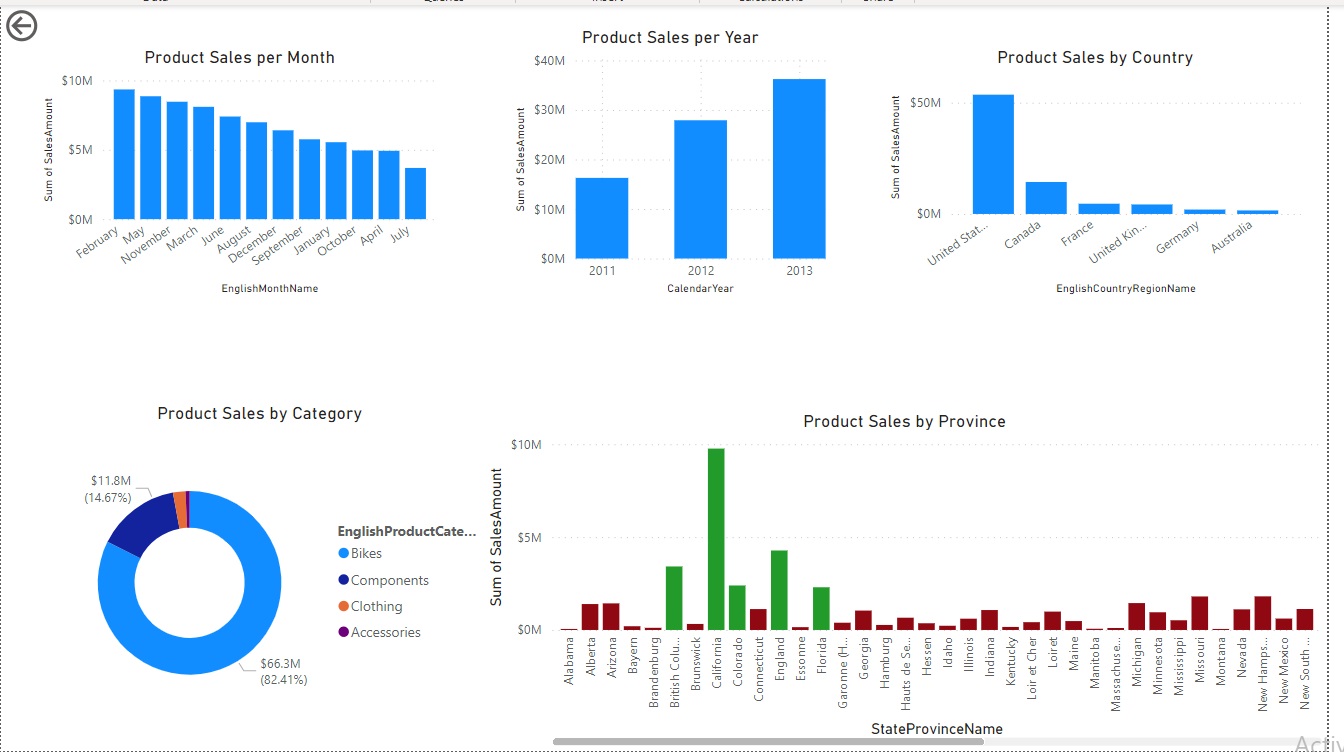 Product Sales per Month
$10M
$5M
$0M
Sum of SalesAmount
February
May
November
March
June
August
December
September
January
October
April
July
EnglishMonthName
Product Sales per Year
$40M
$30M
$20M
$10M
$0M
Sum of SalesAmount
2011
2012
2013
CalendarYear
Product Sales by Country
$50M
$0M
Sum of SalesAmount
United Stat...
Canada
France
United Kin...
Germany
Australia
EnglishCountryRegionName
Product Sales by Category
$11.8M
(14.67%)
$66.3M
(82.41%)
EnglishProductCate...
Bikes
Components
Clothing
Accessories
Product Sales by Province
$10M
$5M
$0M
Sum of SalesAmount
Alabama
Alberta
Arizona
Bayern
Brandenburg
British Colu...
Brunswick
California
Colorado
Connecticut
England
Essonne
Florida
Garonne (H...
Georgia
Hamburg
Hauts de Se...
Hessen
Idaho
Illinois
Indiana
Kentucky
Loir et Cher
Loiret
Maine
Manitoba
Massachuse...
Michigan
Minnesota
Mississippi
Missouri
Montana
Nevada
New Hamps...
New Mexico
New South ...
StateProvinceName